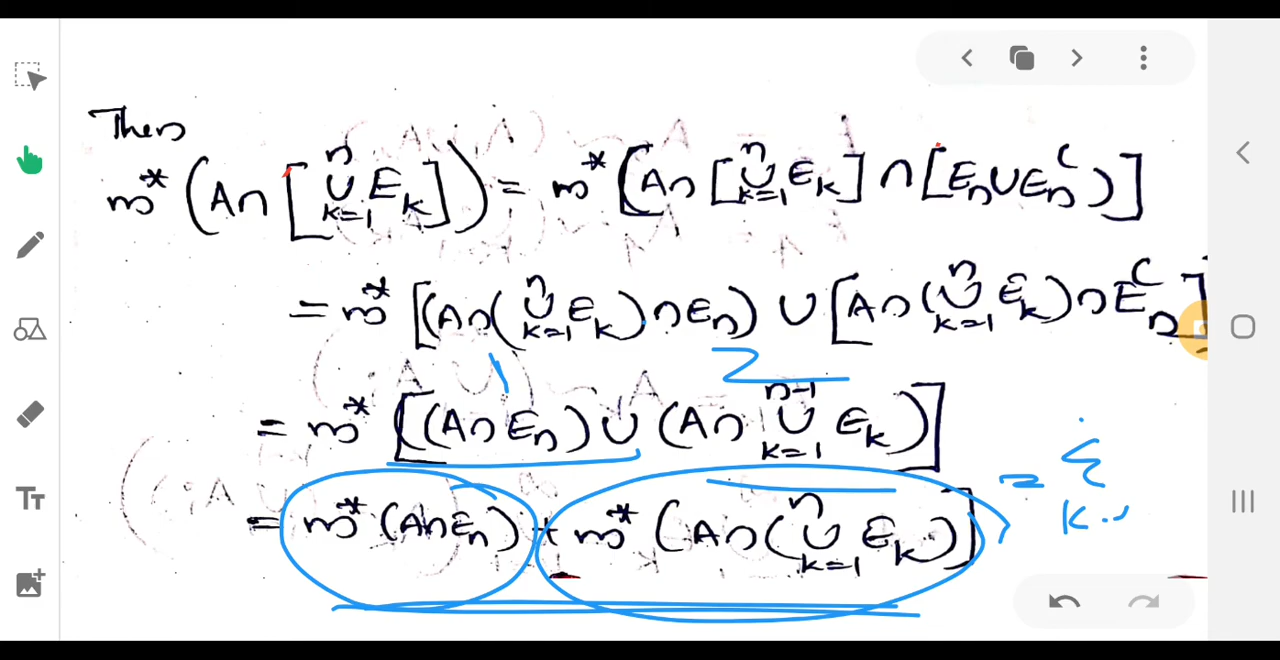 Then
m* (A∩[⋃_{k=1}^{n} E_k]) = m* (A∩[⋃_{k=1}^{n} E_k] ∩ [E_n ∪ E_n^c)]
= m* [(A∩(⋃_{k=1}^{n} E_k)∩E_n) ∪ [A∩(⋃_{k=1}^{n} E_k)∩E_n^c]
= m* [(A∩E_n) ∪ (A∩ ⋃_{k=1}^{n-1} E_k)]
= m* (A∩E_n) + m* (A∩(⋃_{k=1}^{n} E_k)] = Σ k
Tт